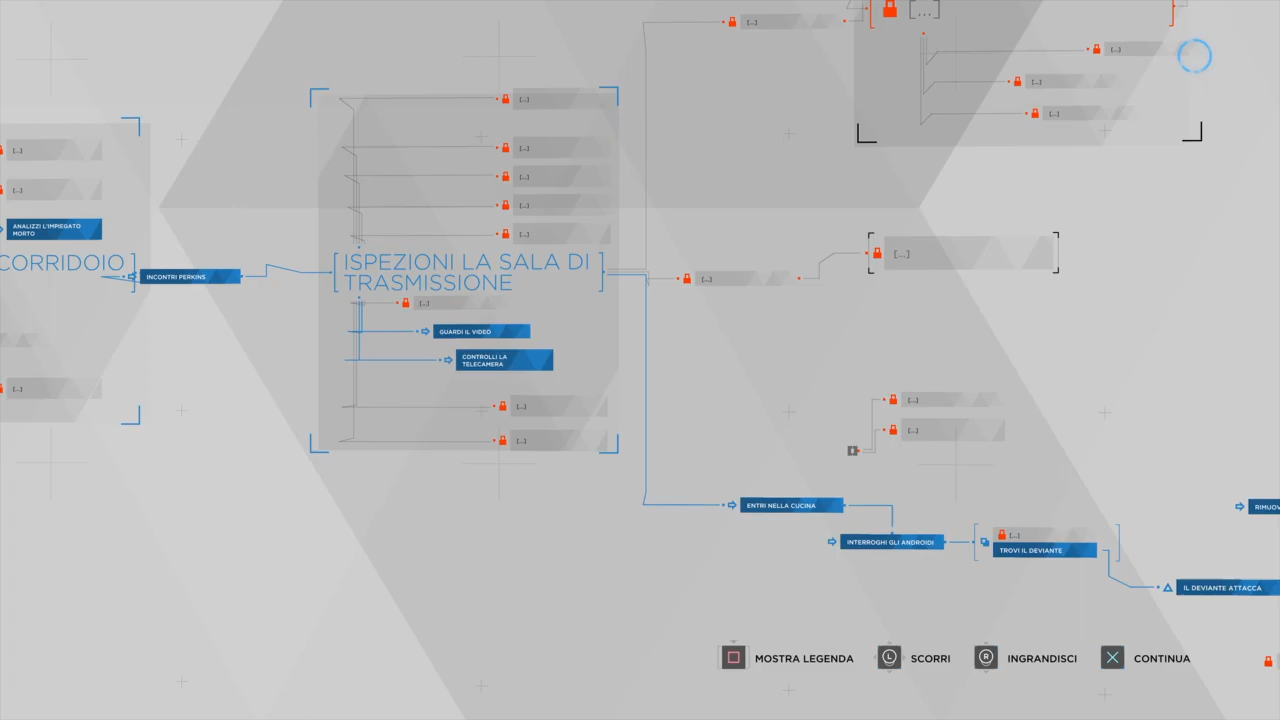 [...]
[...]
[...]
[...]
[...]
[...]
[...]
[...]
[...]
[...]
[...]
[...]
ANALIZZI L'IMPIEGATO
MORTO
[...]
CORRIDOIO
INCONTRI PERKINS
ISPEZIONI LA SALA DI
TRASMISSIONE
[...]
[...]
[...]
GUARDI IL VIDEO
CONTROLLI LA
TELECAMERA
[...]
[...]
[...]
[...]
[...]
ENTRI NELLA CUCINA
RIMUOV
INTERROGHI GLI ANDROIDI
[...]
TROVI IL DEVIANTE
IL DEVIANTE ATTACCA
MOSTRA LEGENDA
L
SCORRI
R
INGRANDISCI
CONTINUA